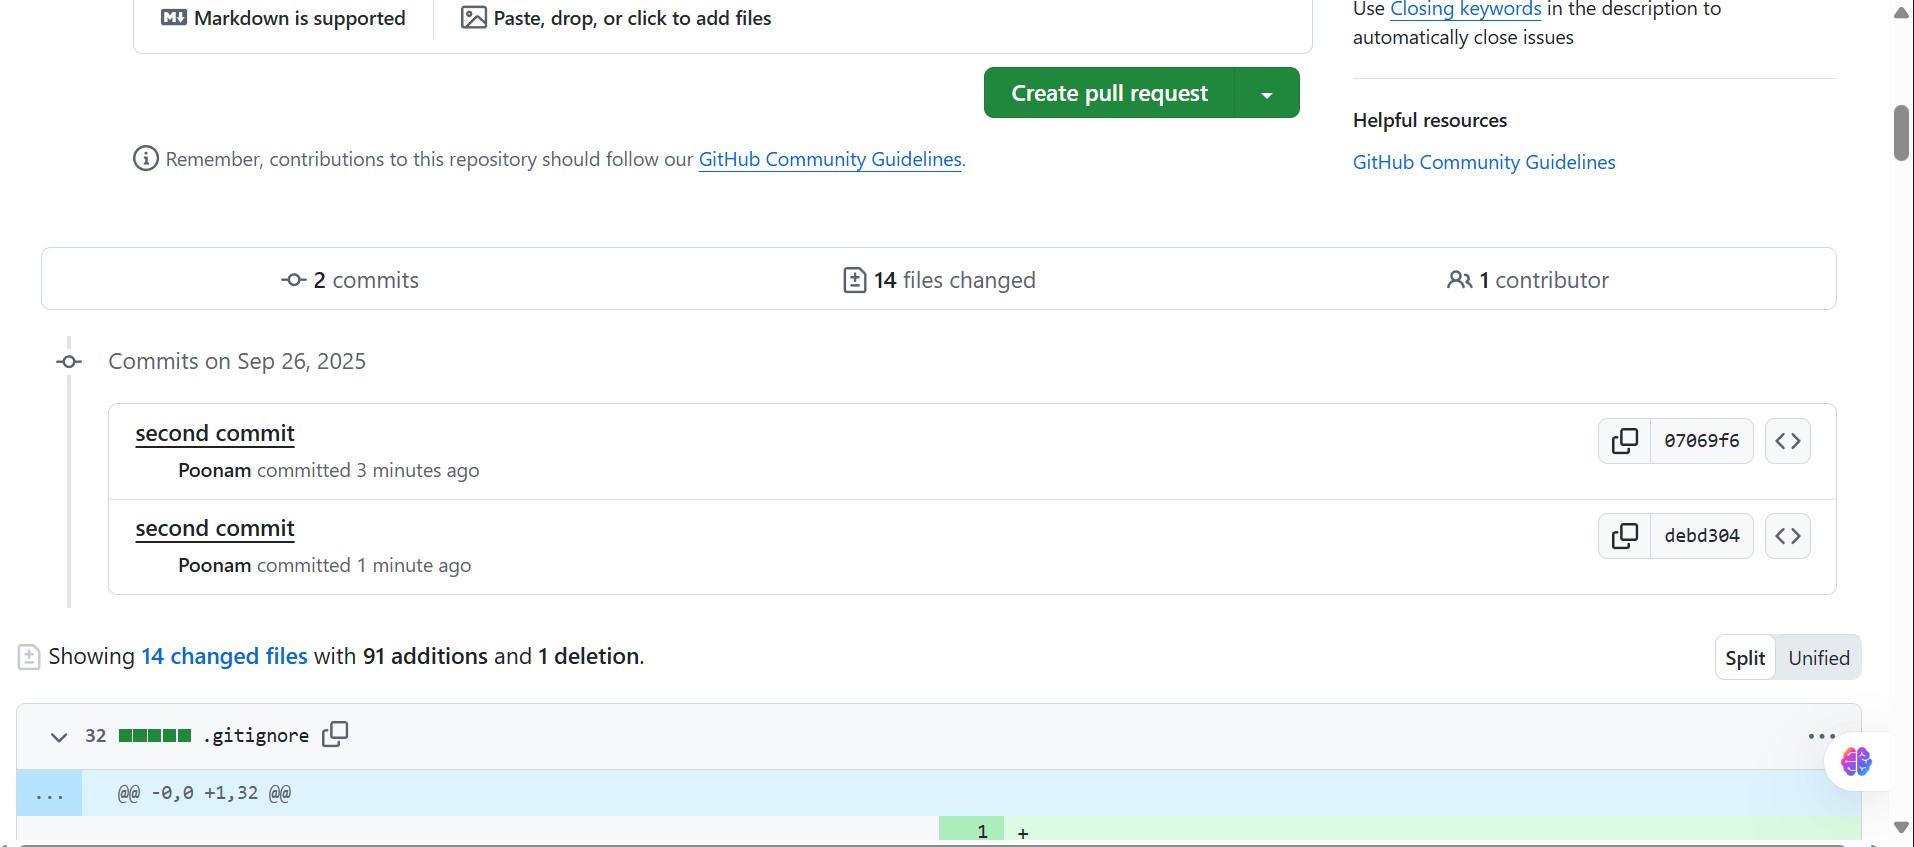 Markdown is supported
Paste, drop, or click to add files
Use Closing keywords in the description to
automatically close issues
Create pull request
Helpful resources
Remember, contributions to this repository should follow our GitHub Community Guidelines.
GitHub Community Guidelines
2 commits
14 files changed
1 contributor
Commits on Sep 26, 2025
second commit
07069f6
Poonam committed 3 minutes ago
second commit
debd304
Poonam committed 1 minute ago
Showing 14 changed files with 91 additions and 1 deletion.
Split Unified
32 .gitignore
...
... @@ -0,0 +1,32 @@
1 +